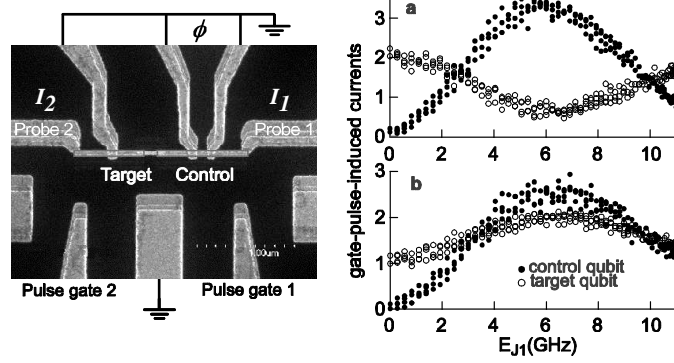 ϕ
I2 I1
Probe 2 Probe 1
Target Control
1.00um
Pulse gate 2 Pulse gate 1
gate-pulse-induced currents
a
3
2
1
0
b
3
2
1
0
control qubit
target qubit
0 2 4 6 8 10
EJ1(GHz)